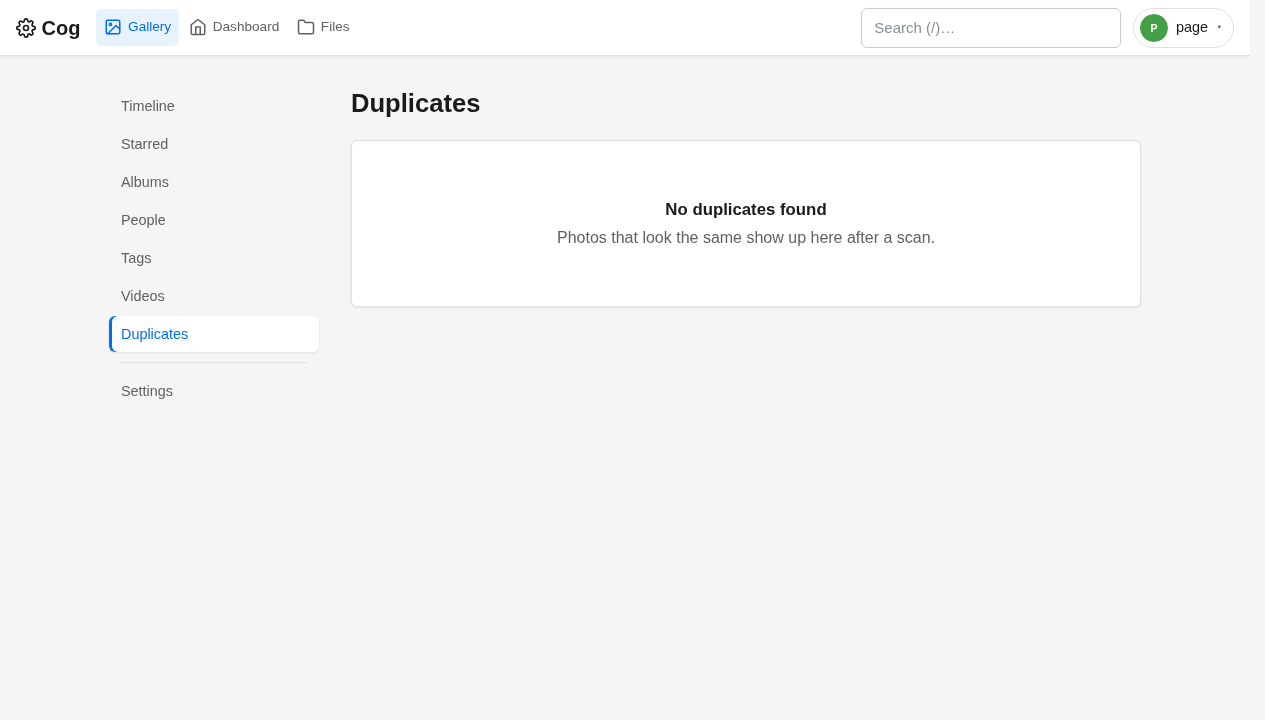 Cog
Gallery
Dashboard
Files
Search (/)…
P
page
Timeline
Starred
Albums
People
Tags
Videos
Duplicates
Settings
Duplicates
No duplicates found
Photos that look the same show up here after a scan.